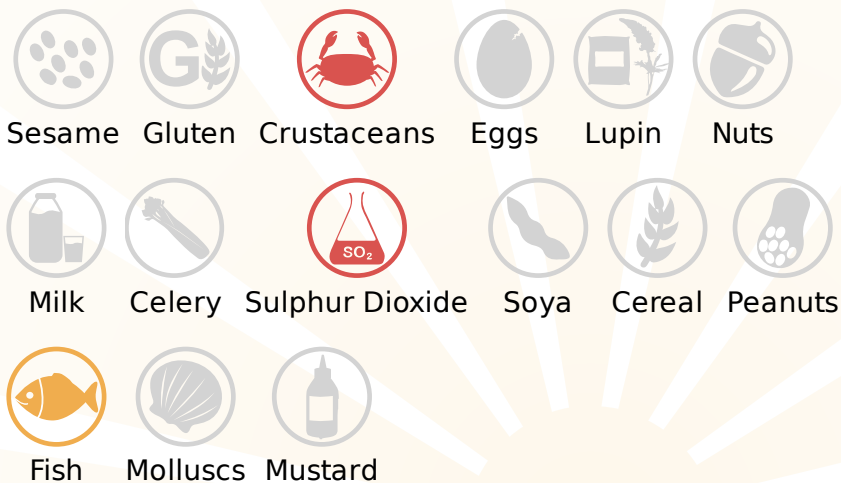 G
Sesame Gluten Crustaceans Eggs Lupin Nuts
SO₂
Milk Celery Sulphur Dioxide Soya Cereal Peanuts
Fish Molluscs Mustard